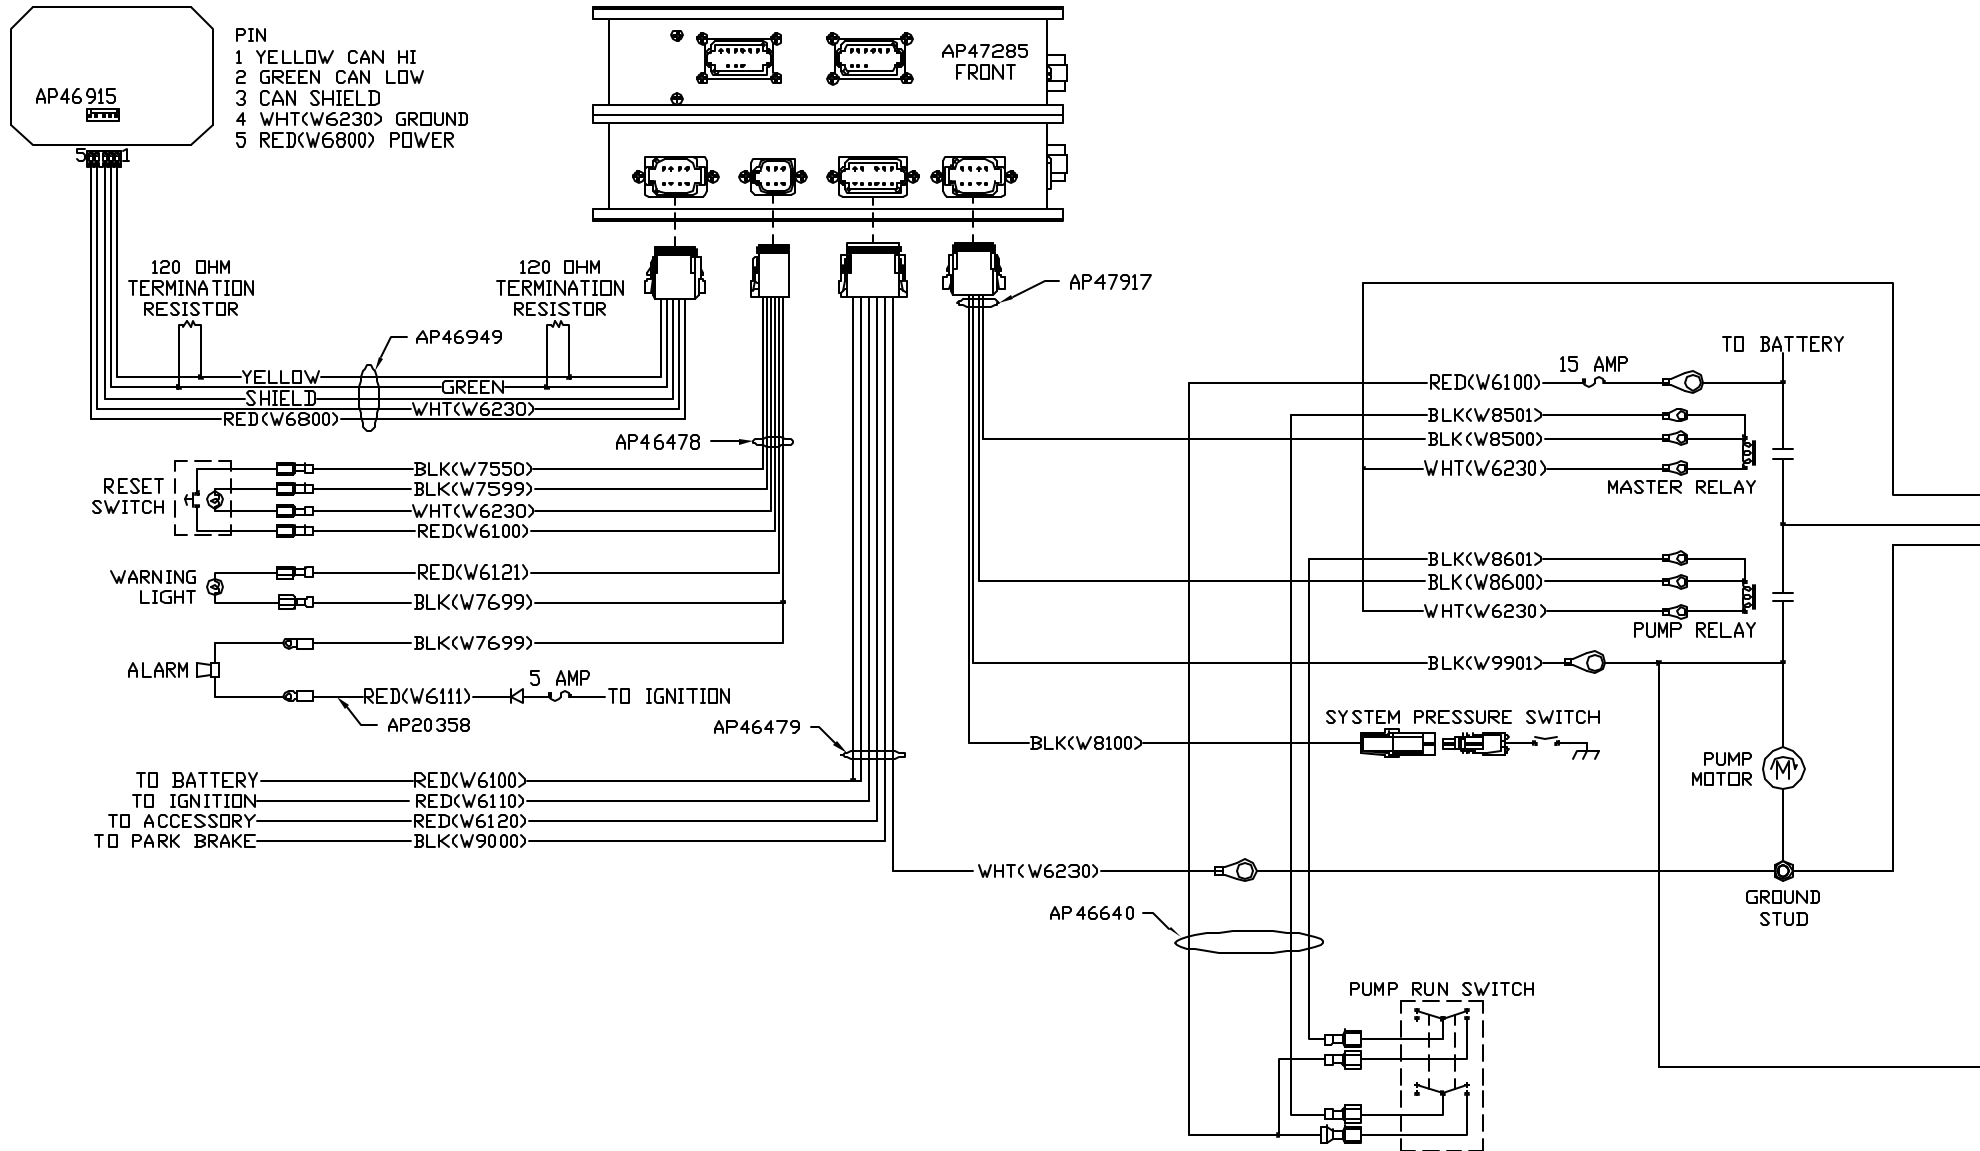 AP46915
5
1
PIN
1 YELLOW CAN HI
2 GREEN CAN LOW
3 CAN SHIELD
4 WHT(W6230) GROUND
5 RED(W6800) POWER
AP47285
FRONT
120 OHM
TERMINATION
RESISTOR
120 OHM
TERMINATION
RESISTOR
AP46949
YELLOW
GREEN
SHIELD
WHT(W6230)
RED(W6800)
AP46478
AP47917
RESET
SWITCH
BLK(W7550)
BLK(W7599)
WHT(W6230)
RED(W6100)
WARNING
LIGHT
RED(W6121)
BLK(W7699)
ALARM
BLK(W7699)
RED(W6111)
5 AMP
TO IGNITION
AP20358
AP46479
TO BATTERY
RED(W6100)
TO IGNITION
RED(W6110)
TO ACCESSORY
RED(W6120)
TO PARK BRAKE
BLK(W9000)
TO BATTERY
15 AMP
RED(W6100)
BLK(W8501)
BLK(W8500)
WHT(W6230)
MASTER RELAY
BLK(W8601)
BLK(W8600)
WHT(W6230)
PUMP RELAY
BLK(W9901)
SYSTEM PRESSURE SWITCH
BLK(W8100)
PUMP
MOTOR
M
WHT(W6230)
GROUND
STUD
AP46640
PUMP RUN SWITCH